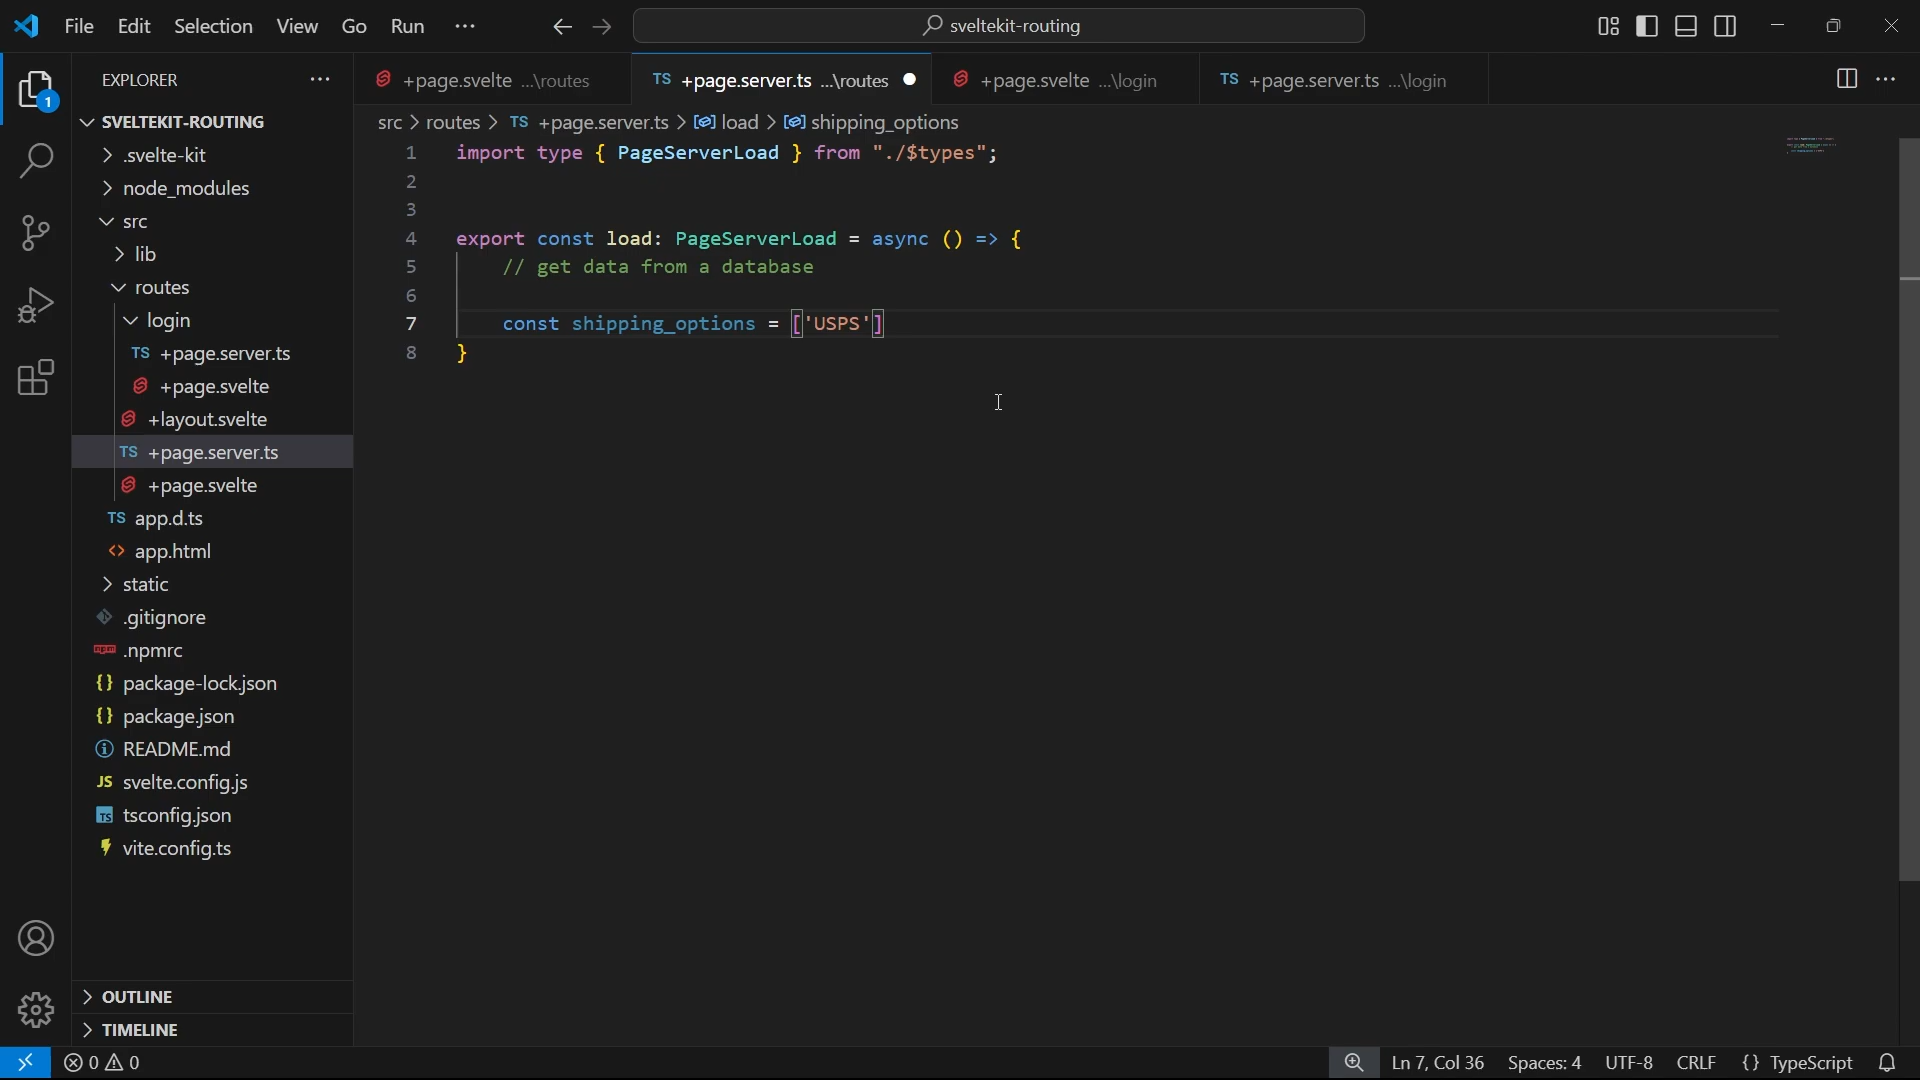 File Edit Selection View Go Run ··· sveltekit-routing
EXPLORER ···
1
SVELTEKIT-ROUTING
.svelte-kit
node_modules
src
lib
routes
login
TS +page.server.ts
+page.svelte
+layout.svelte
TS +page.server.ts
+page.svelte
TS app.d.ts
<> app.html
static
.gitignore
npm .npmrc
{} package-lock.json
{} package.json
README.md
JS svelte.config.js
TS tsconfig.json
vite.config.ts
OUTLINE
TIMELINE
+page.svelte ...\routes TS +page.server.ts ...\routes +page.svelte ...\login TS +page.server.ts ...\login
src > routes > TS +page.server.ts > load > shipping_options
1 import type { PageServerLoad } from "./$types";
2
3
4 export const load: PageServerLoad = async () => {
5 // get data from a database
6
7 const shipping_options = ['USPS']
8 }
0 0 Ln 7, Col 36 Spaces: 4 UTF-8 CRLF {} TypeScript